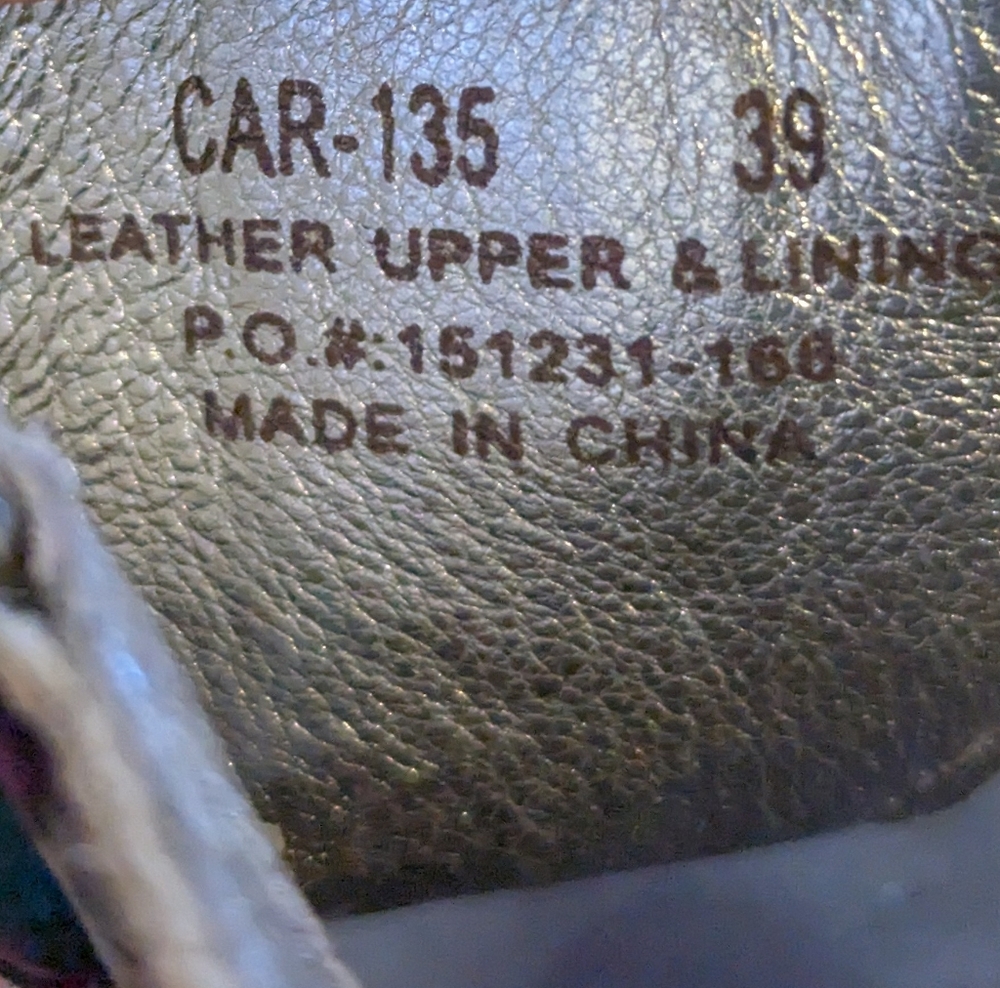 CAR-135 39
LEATHER UPPER & LINING
P.O.#:151231-168
MADE IN CHINA